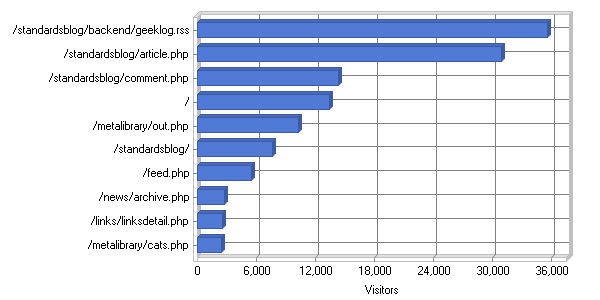 /standardsblog/backend/geeklog.rss
/standardsblog/article.php
/standardsblog/comment.php
/
/metalibrary/out.php
/standardsblog/
/feed.php
/news/archive.php
/links/linksdetail.php
/metalibrary/cats.php
0 6,000 12,000 18,000 24,000 30,000 36,000
Visitors